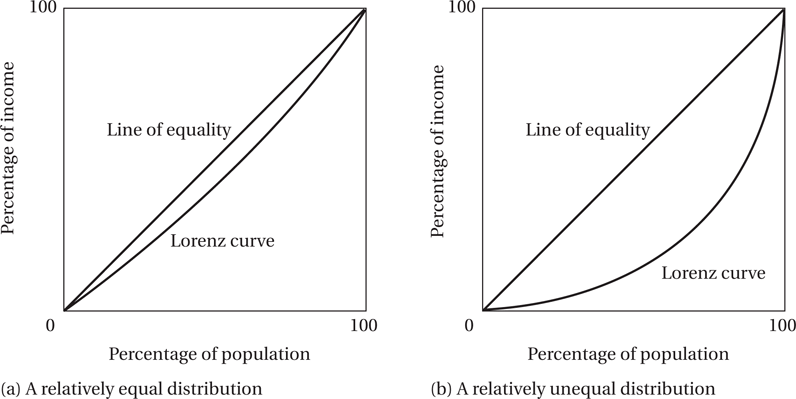 100
Percentage of income
Line of equality
Lorenz curve
0
100
Percentage of population
(a) A relatively equal distribution
100
Percentage of income
Line of equality
Lorenz curve
0
100
Percentage of population
(b) A relatively unequal distribution